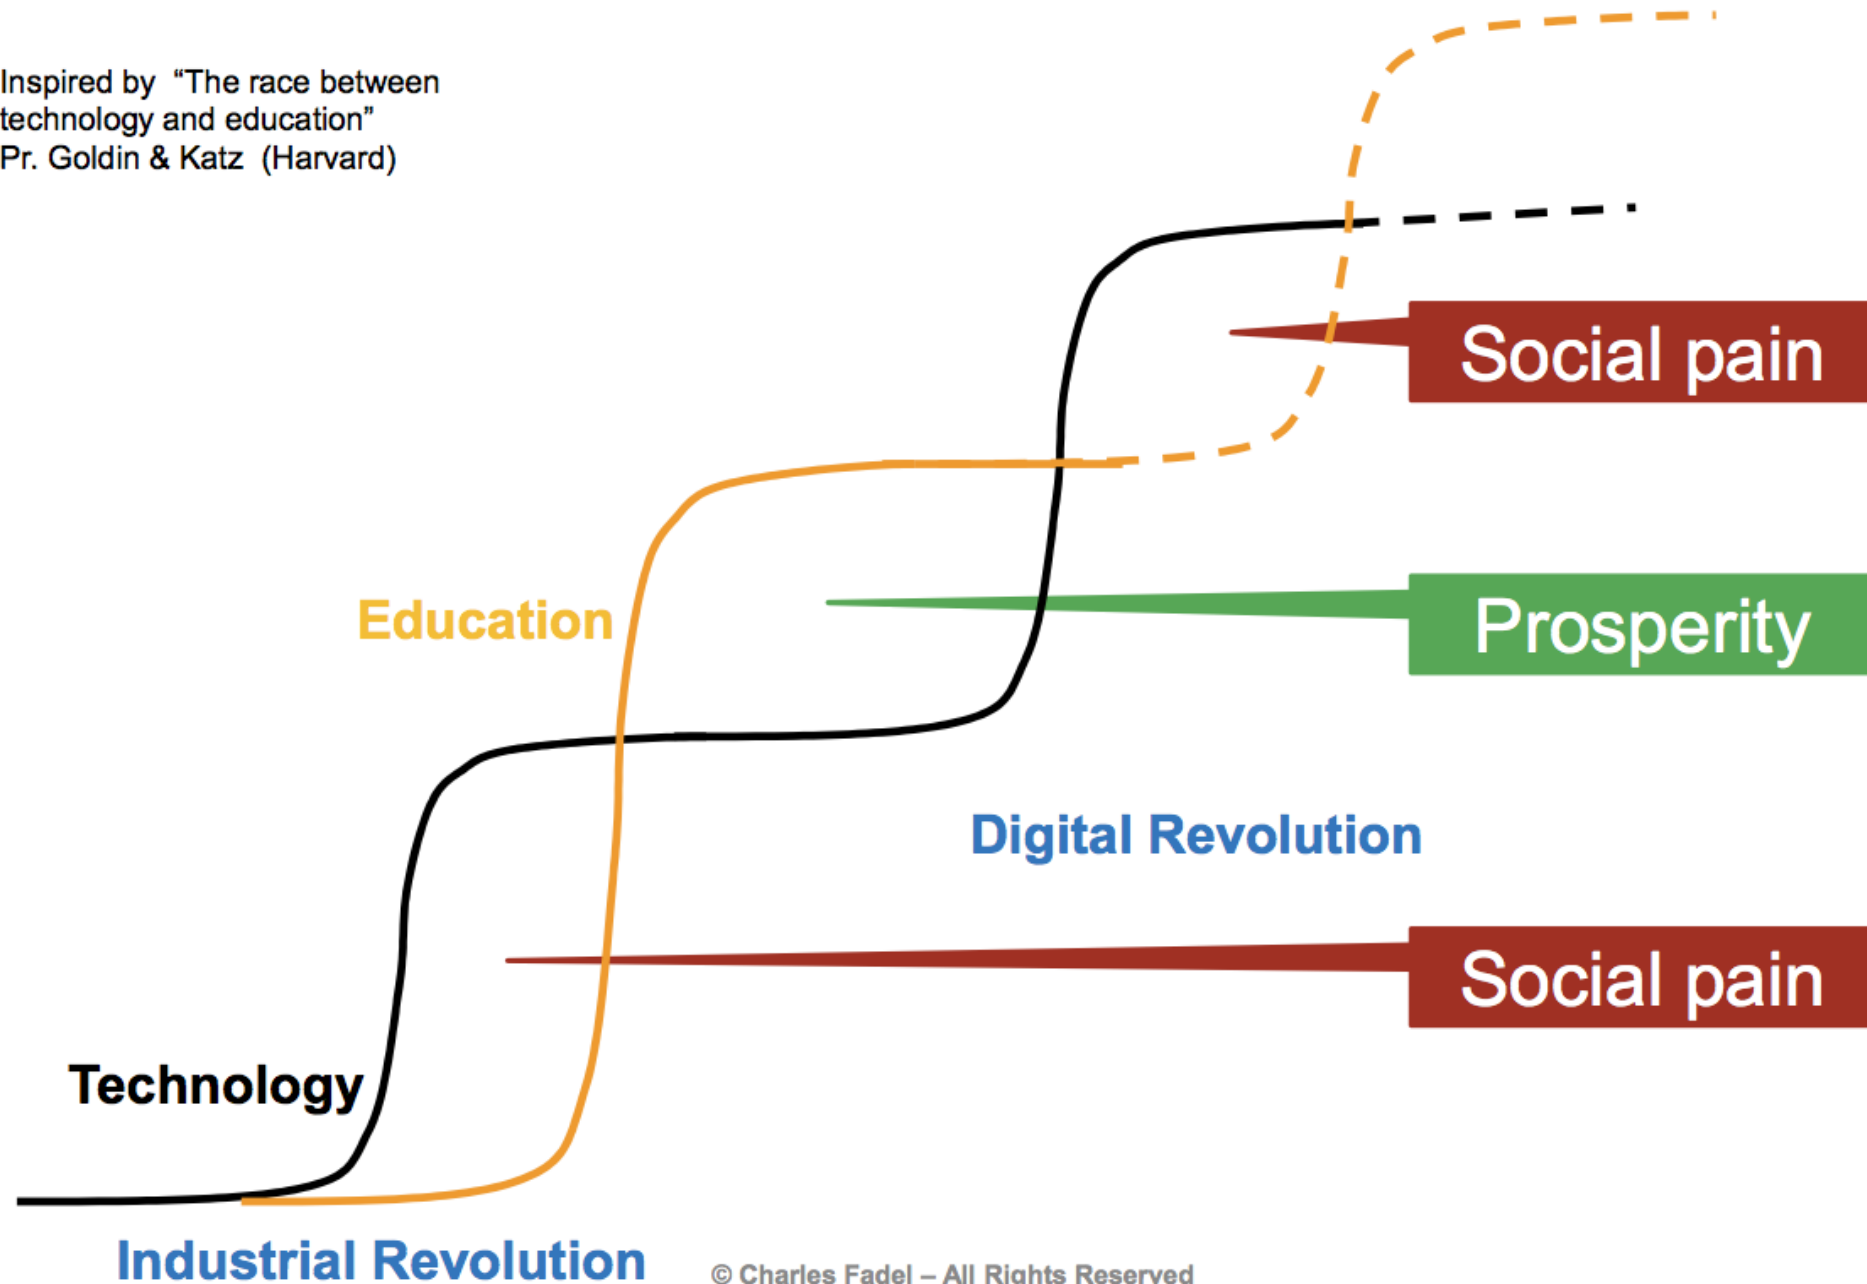 Inspired by “The race between
technology and education”
Pr. Goldin & Katz (Harvard)
Social pain
Prosperity
Education
Digital Revolution
Social pain
Technology
Industrial Revolution
© Charles Fadel – All Rights Reserved